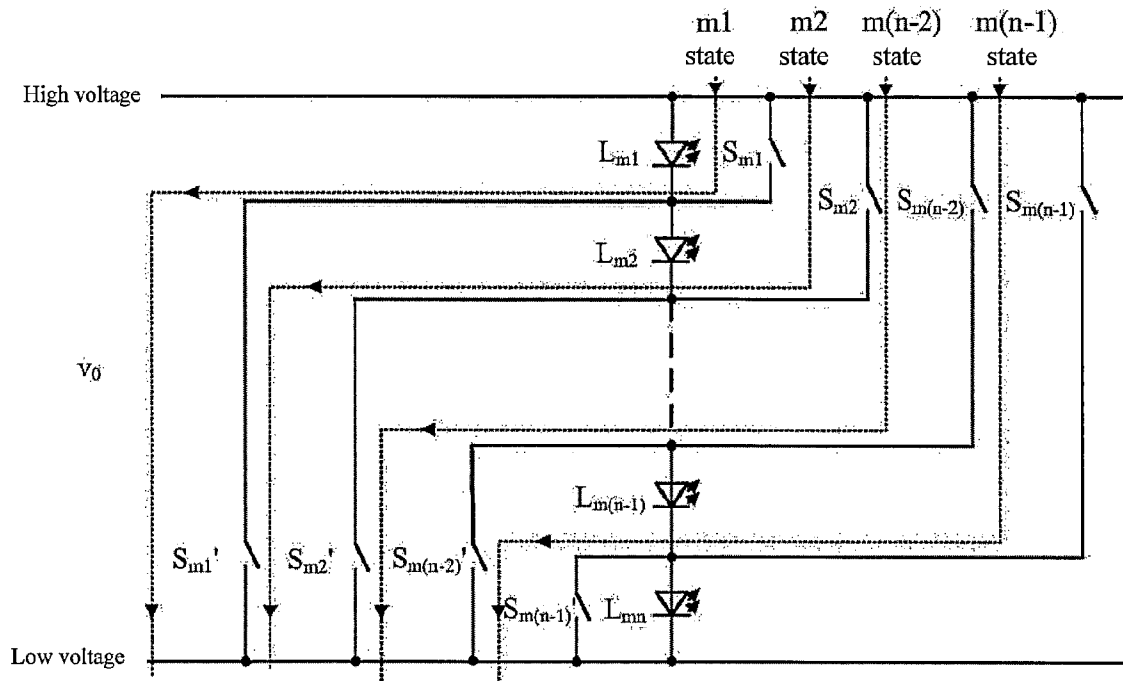 m1 state
m2 state
m(n-2) state
m(n-1) state
High voltage
Lm1
Sm1
Sm2
Sm(n-2)
Sm(n-1)
Lm2
v0
Lm(n-1)
Sm1'
Sm2'
Sm(n-2)'
Sm(n-1)'
Lmn
Low voltage